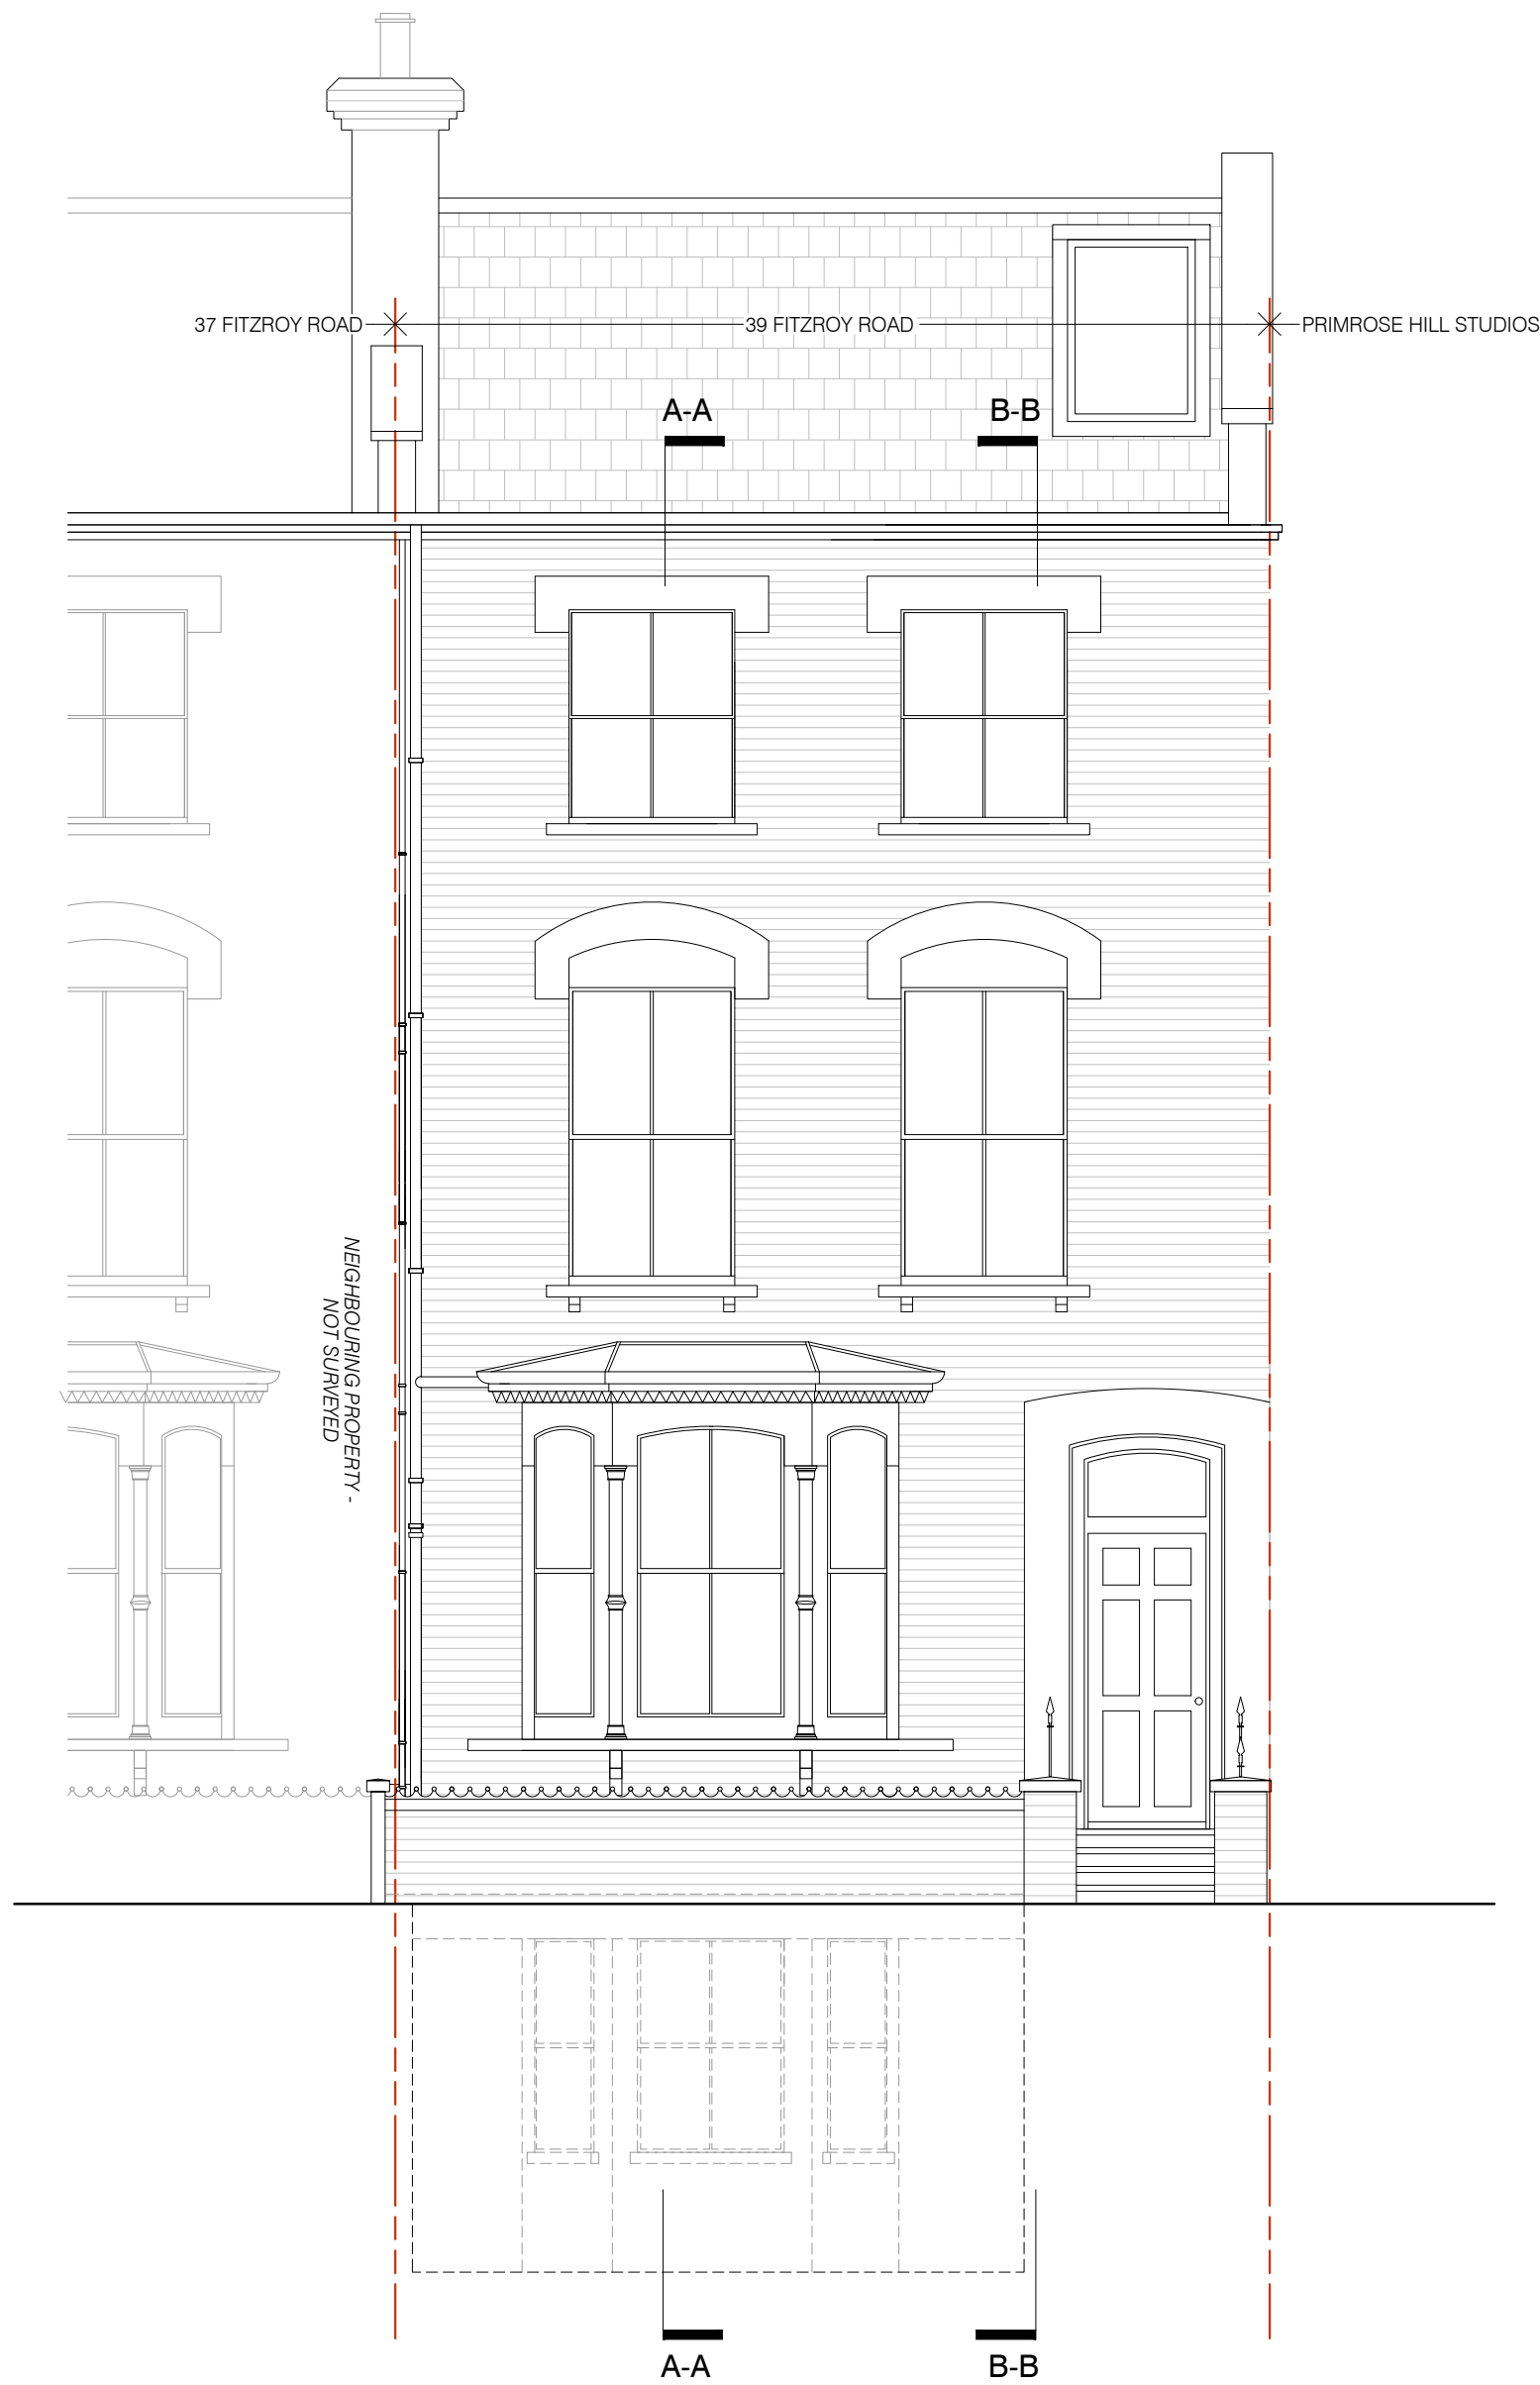 37 FITZROY ROAD
39 FITZROY ROAD
PRIMROSE HILL STUDIOS
A-A
B-B
NEIGHBOURING PROPERTY -
NOT SURVEYED
A-A
B-B